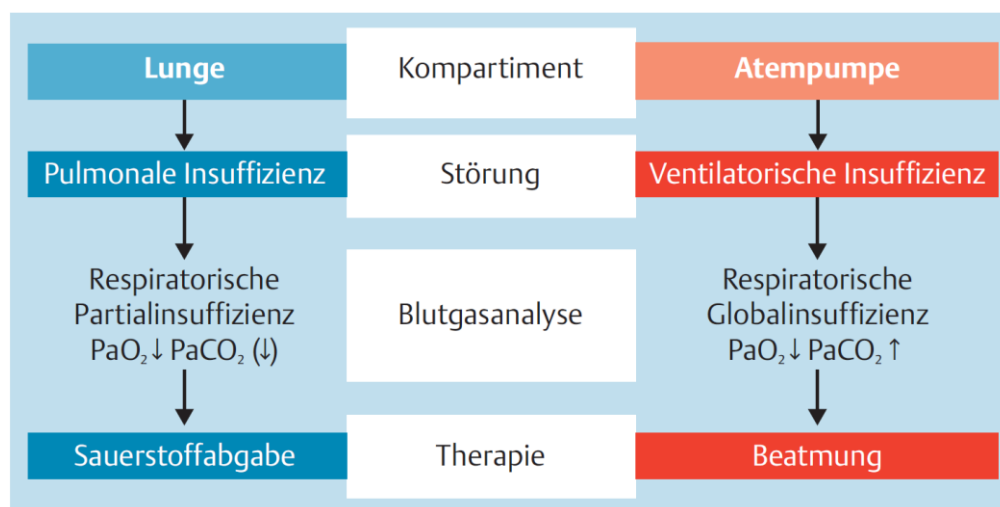 Lunge Kompartiment Atempumpe
Pulmonale Insuffizienz Störung Ventilatorische Insuffizienz
Respiratorische
Partialinsuffizienz
PaO₂↓ PaCO₂ (↓)
Blutgasanalyse
Respiratorische
Globalinsuffizienz
PaO₂↓ PaCO₂ ↑
Sauerstoffabgabe Therapie Beatmung